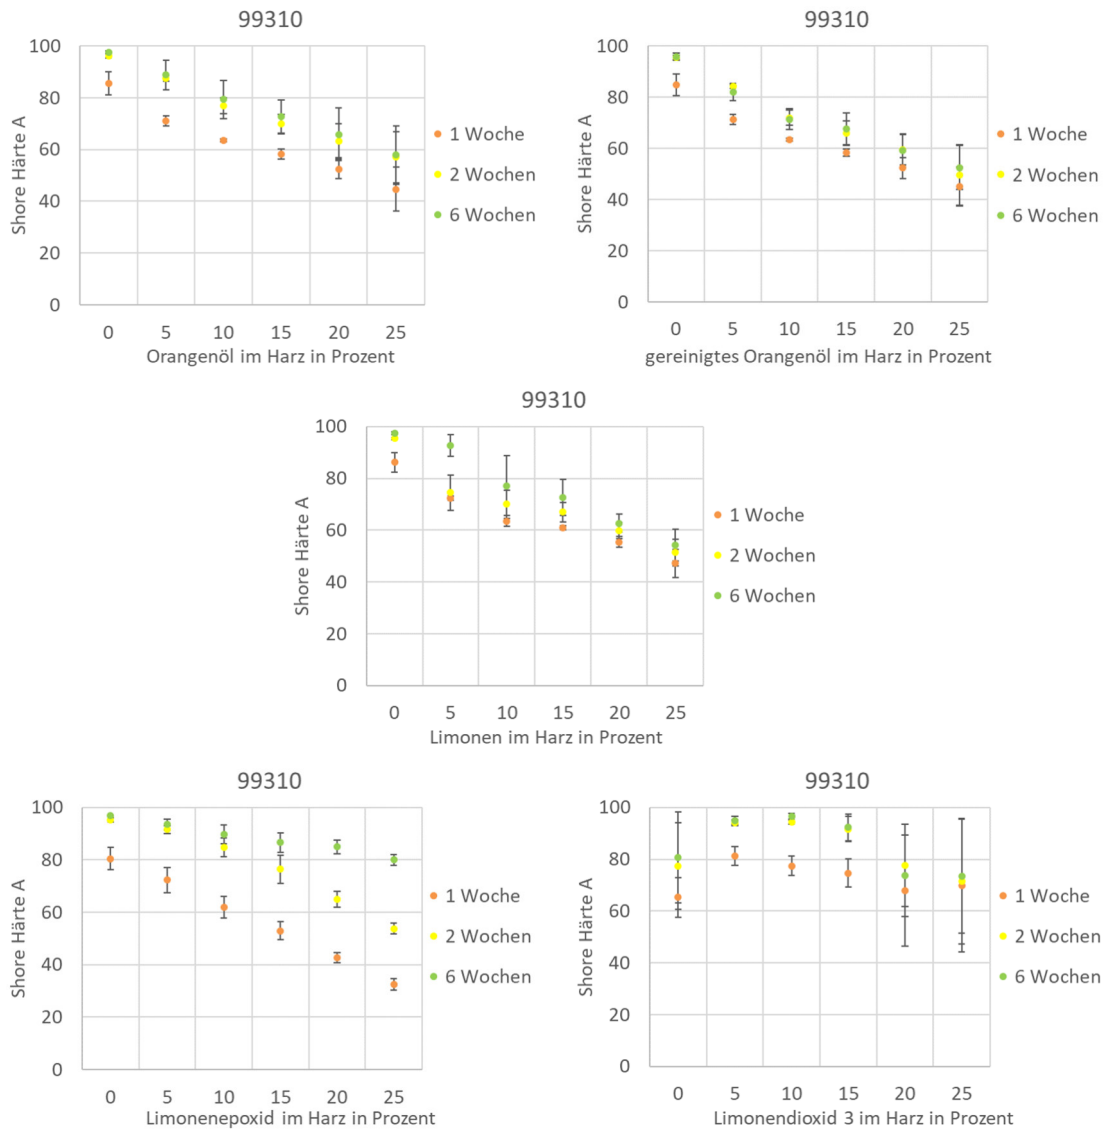 99310
100
80
60
40
20
0
Shore Härte A
0 5 10 15 20 25
Orangenöl im Harz in Prozent
1 Woche
2 Wochen
6 Wochen
99310
100
80
60
40
20
0
Shore Härte A
0 5 10 15 20 25
gereinigtes Orangenöl im Harz in Prozent
1 Woche
2 Wochen
6 Wochen
99310
100
80
60
40
20
0
Shore Härte A
0 5 10 15 20 25
Limonen im Harz in Prozent
1 Woche
2 Wochen
6 Wochen
99310
100
80
60
40
20
0
Shore Härte A
0 5 10 15 20 25
Limonenepoxid im Harz in Prozent
1 Woche
2 Wochen
6 Wochen
99310
100
80
60
40
20
0
Shore Härte A
0 5 10 15 20 25
Limonendioxid 3 im Harz in Prozent
1 Woche
2 Wochen
6 Wochen